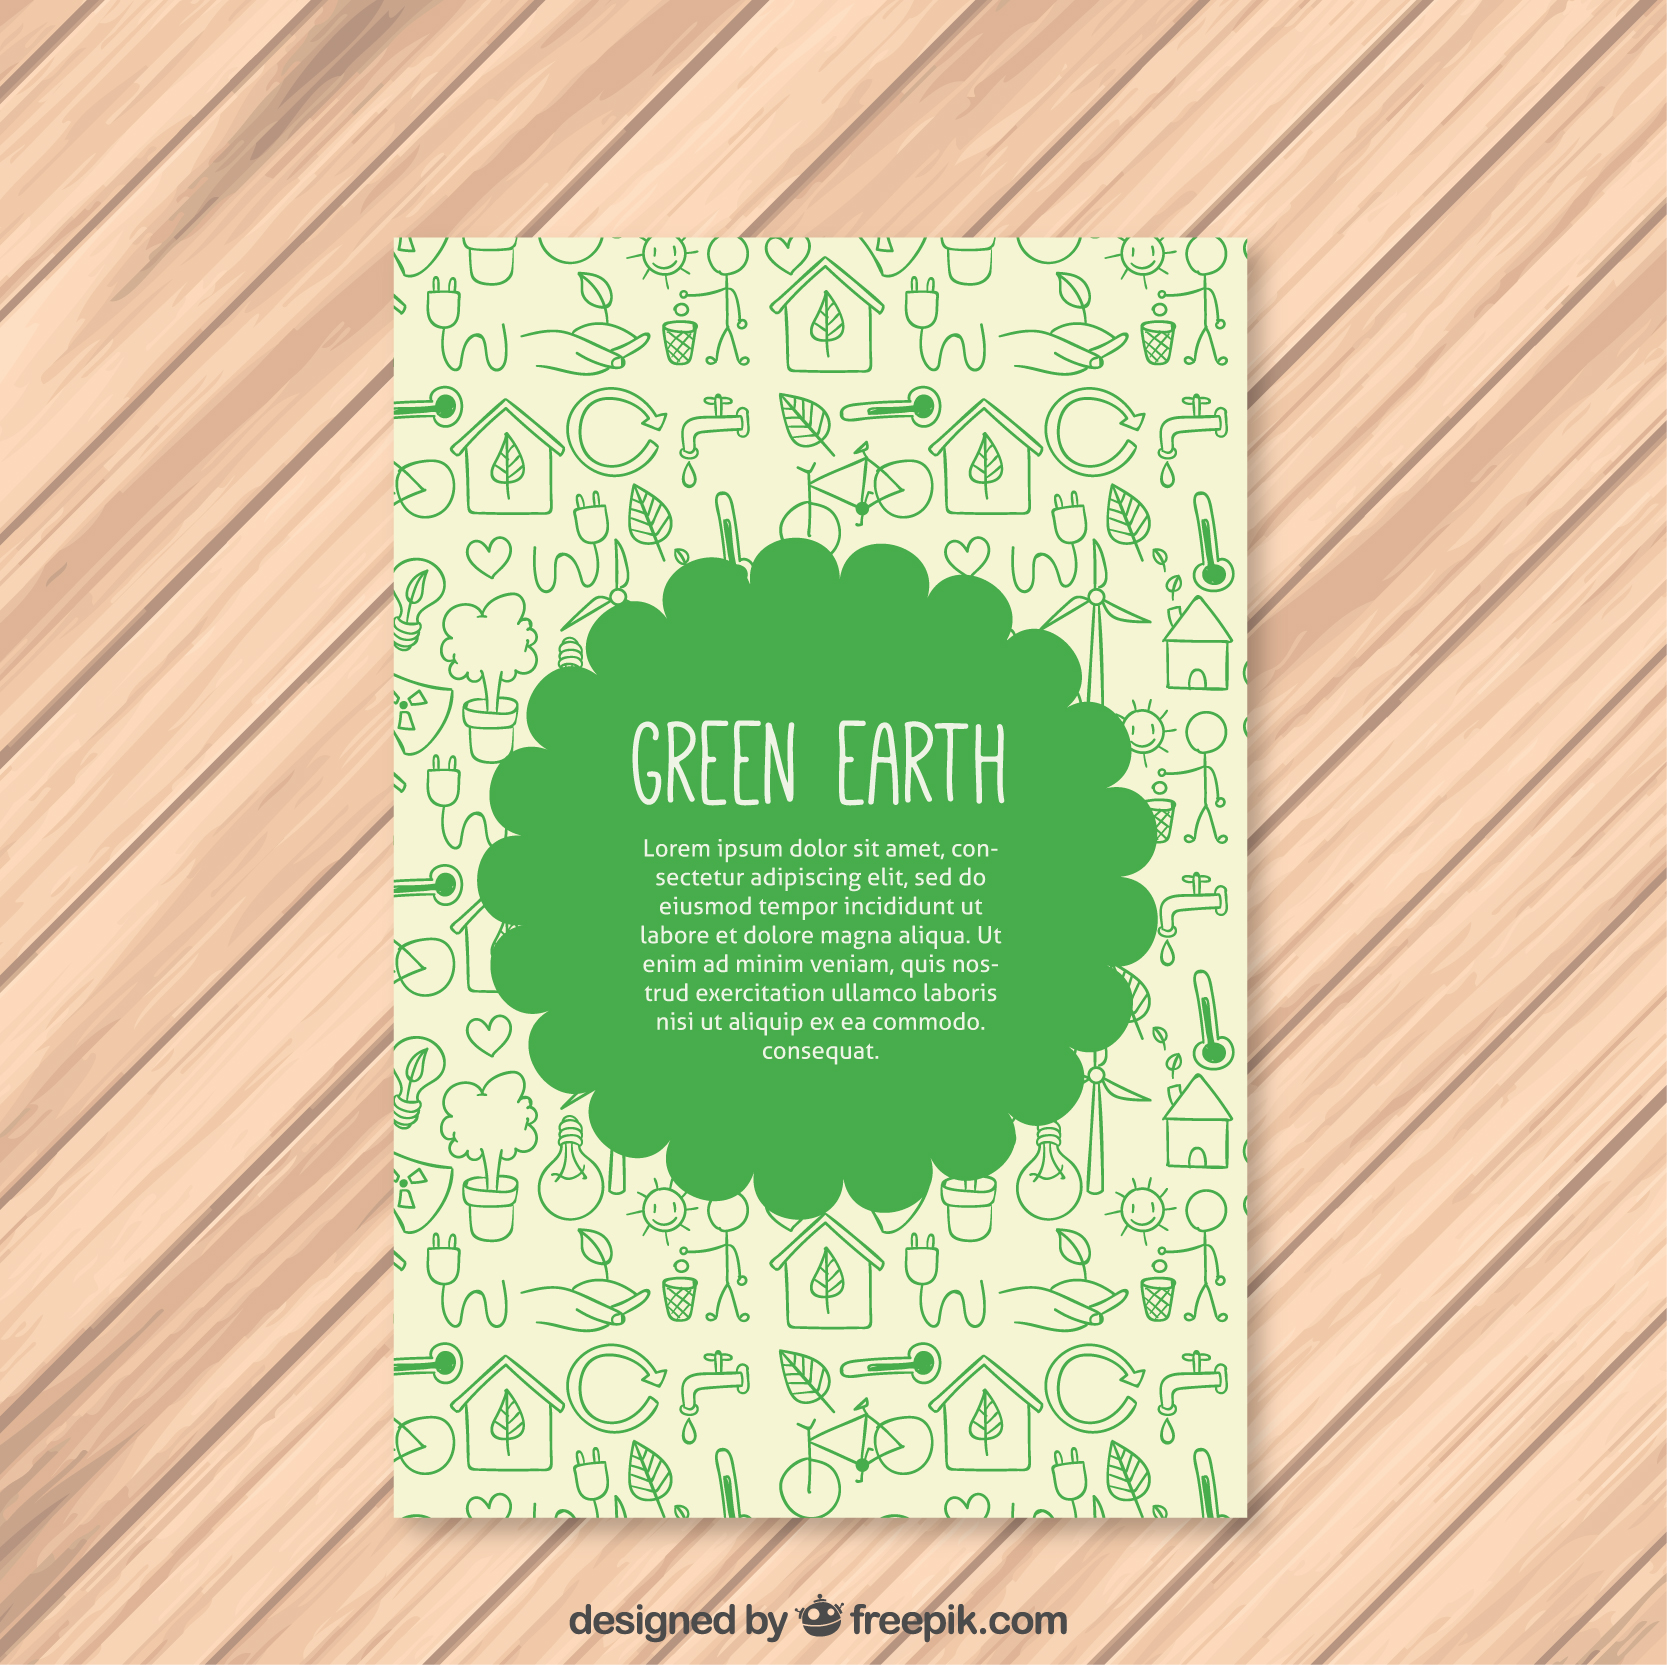 GREEN EARTH
Lorem ipsum dolor sit amet, con-
sectetur adipiscing elit, sed do
eiusmod tempor incididunt ut
labore et dolore magna aliqua. Ut
enim ad minim veniam, quis nos-
trud exercitation ullamco laboris
nisi ut aliquip ex ea commodo.
consequat.
designed by freepik.com